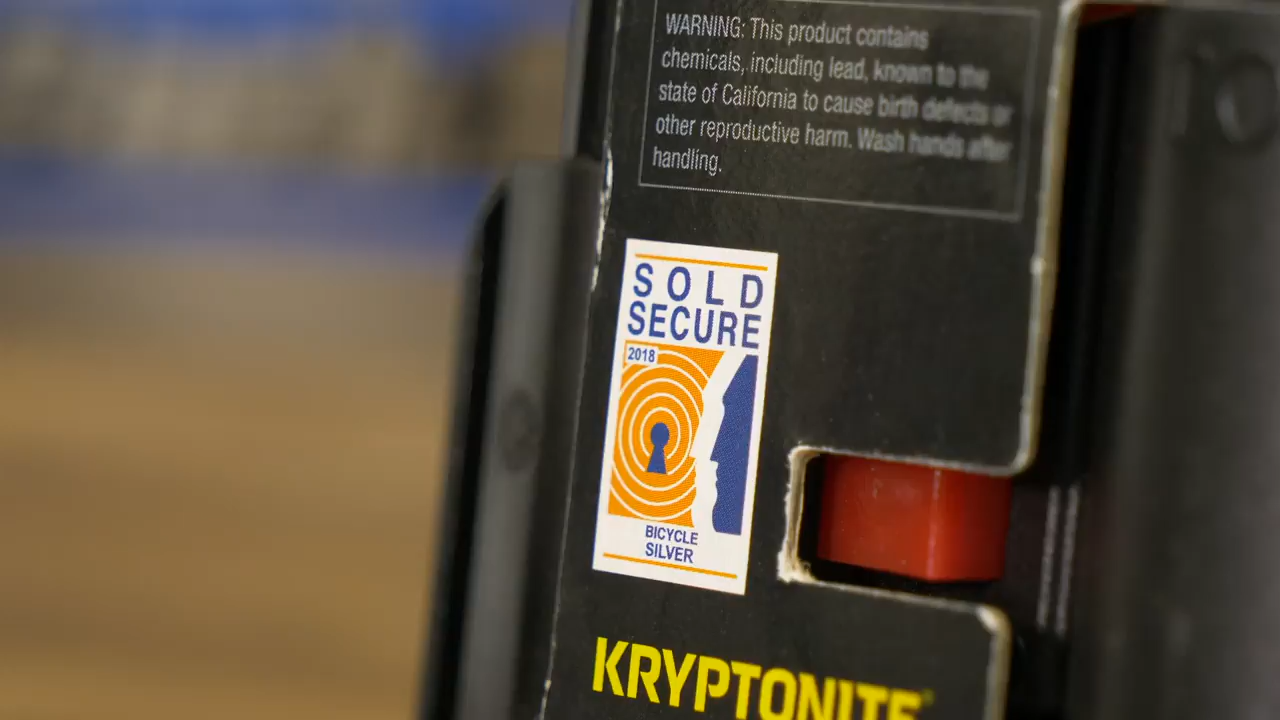 WARNING: This product contains
chemicals, including lead, known to the
state of California to cause birth defects or
other reproductive harm. Wash hands after
handling.
SOLD
SECURE
2018
BICYCLE
SILVER
KRYPTONITE